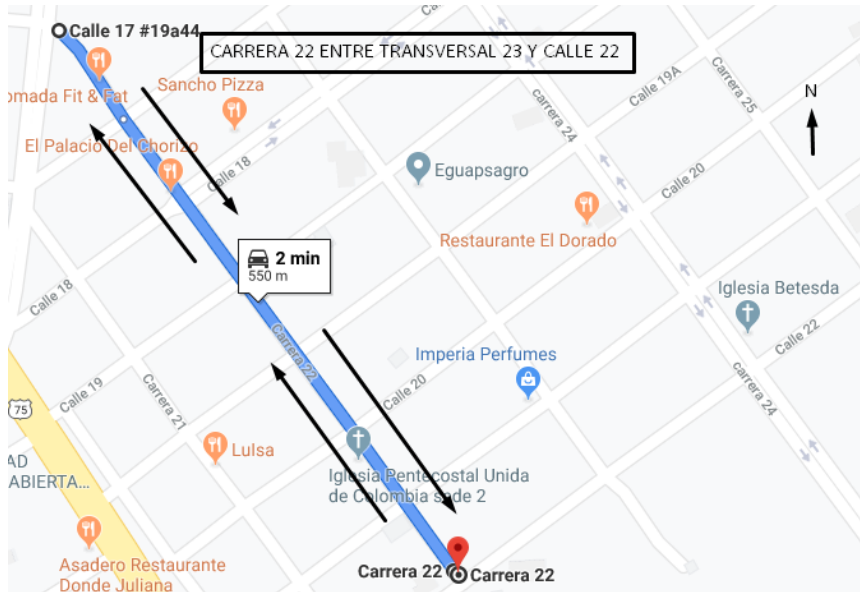 Ca
Calle 17 #19a44
CARRERA 22 ENTRE TRANSVERSAL 23 Y CALLE 22
omada Fit & Fat
Sancho Pizza
Calle 19A
Carrera 25
N
carrera 24
El Palacio Del Chorizo
Calle 18
Eguapsagro
Calle 20
Restaurante El Dorado
2 min
550 m
Calle 18
Iglesia Betesda
Calle 22
Carrera 22
Imperia Perfumes
Calle 19
Carrera 21
Calle 20
carrera 24
75
Lulsa
AD
ABIERTA...
Iglesia Pentecostal Unida
de Colombia sede 2
Asadero Restaurante
Donde Juliana
Carrera 22
Carrera 22